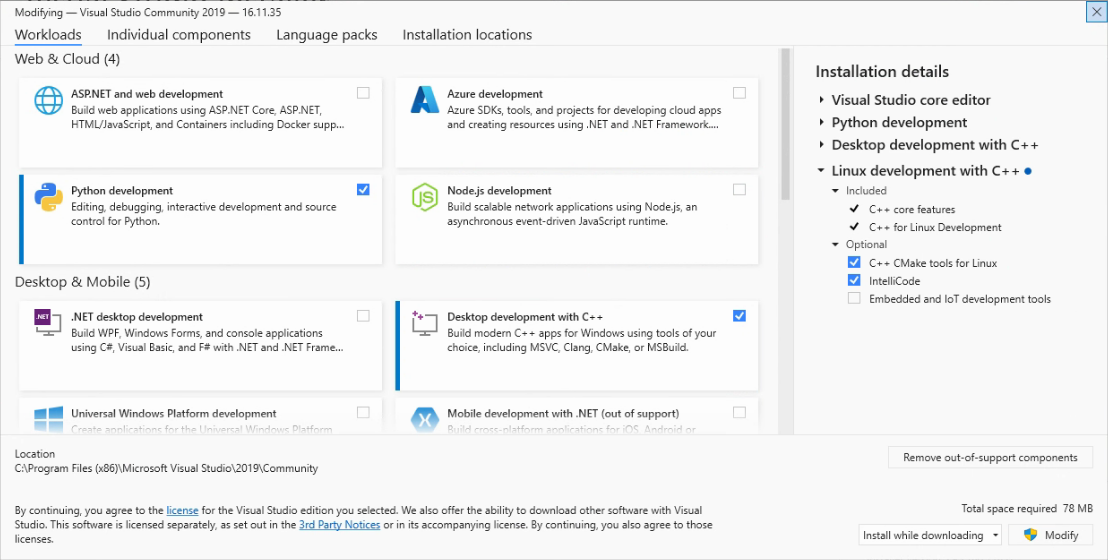 Modifying — Visual Studio Community 2019 — 16.11.35
Workloads
Individual components
Language packs
Installation locations
Web & Cloud (4)
ASP.NET and web development
Build web applications using ASP.NET Core, ASP.NET,
HTML/JavaScript, and Containers including Docker supp...
Azure development
Azure SDKs, tools, and projects for developing cloud apps
and creating resources using .NET and .NET Framework....
Python development
Editing, debugging, interactive development and source
control for Python.
Node.js development
Build scalable network applications using Node.js, an
asynchronous event-driven JavaScript runtime.
Desktop & Mobile (5)
.NET
.NET desktop development
Build WPF, Windows Forms, and console applications
using C#, Visual Basic, and F# with .NET and .NET Frame...
Desktop development with C++
Build modern C++ apps for Windows using tools of your
choice, including MSVC, Clang, CMake, or MSBuild.
Universal Windows Platform development
Create applications for the Universal Windows Platform
Mobile development with .NET (out of support)
Build cross-platform applications for iOS, Android or
Installation details
Visual Studio core editor
Python development
Desktop development with C++
Linux development with C++
Included
C++ core features
C++ for Linux Development
Optional
C++ CMake tools for Linux
IntelliCode
Embedded and IoT development tools
Location
C:\Program Files (x86)\Microsoft Visual Studio\2019\Community
Remove out-of-support components
By continuing, you agree to the license for the Visual Studio edition you selected. We also offer the ability to download other software with Visual
Studio. This software is licensed separately, as set out in the 3rd Party Notices or in its accompanying license. By continuing, you also agree to those
licenses.
Total space required 78 MB
Install while downloading
Modify